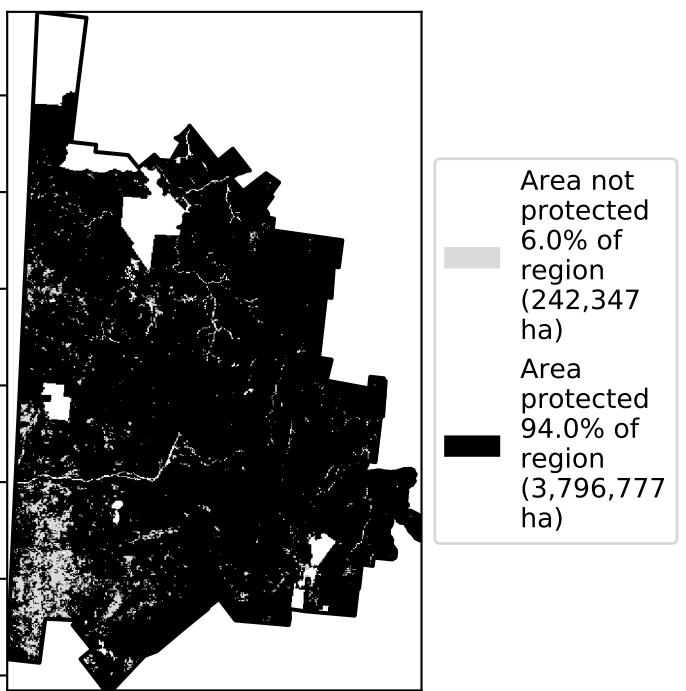 Area not
protected
6.0% of
region
(242,347
ha)
Area
protected
94.0% of
region
(3,796,777
ha)